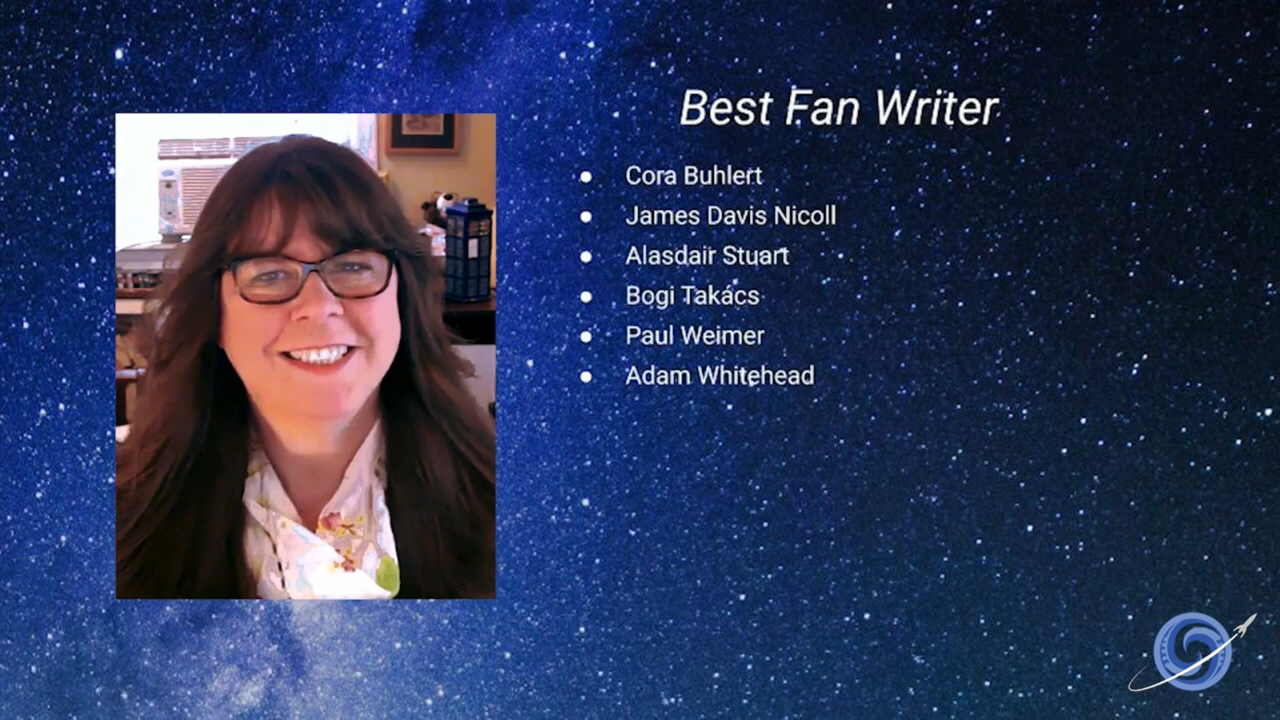 Best Fan Writer
Cora Buhlert
James Davis Nicoll
Alasdair Stuart
Bogi Takács
Paul Weimer
Adam Whitehead